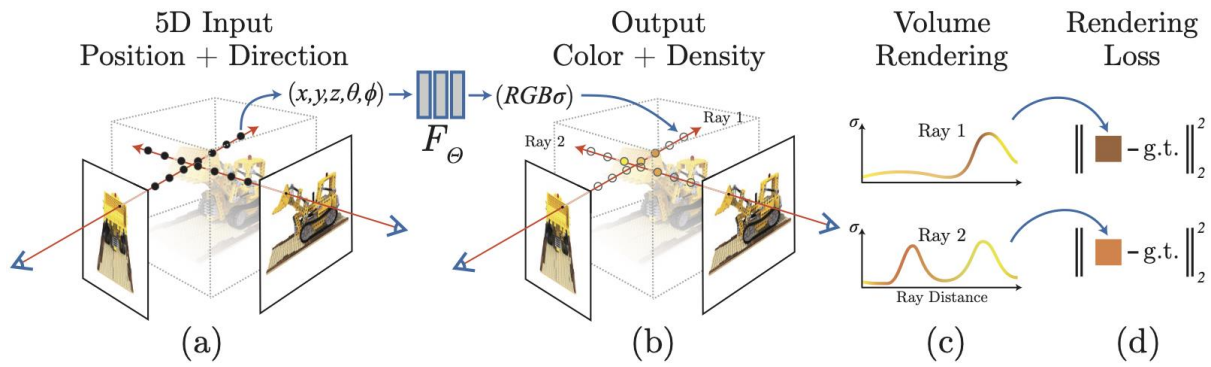 5D Input
Position + Direction
Output
Color + Density
Volume
Rendering
Rendering
Loss
(x,y,z,θ,ϕ)
F_Θ
(RGBσ)
Ray 1
Ray 2
σ
Ray 1
σ
Ray 2
Ray Distance
|| – g.t. ||²₂
|| – g.t. ||²₂
(a)
(b)
(c)
(d)